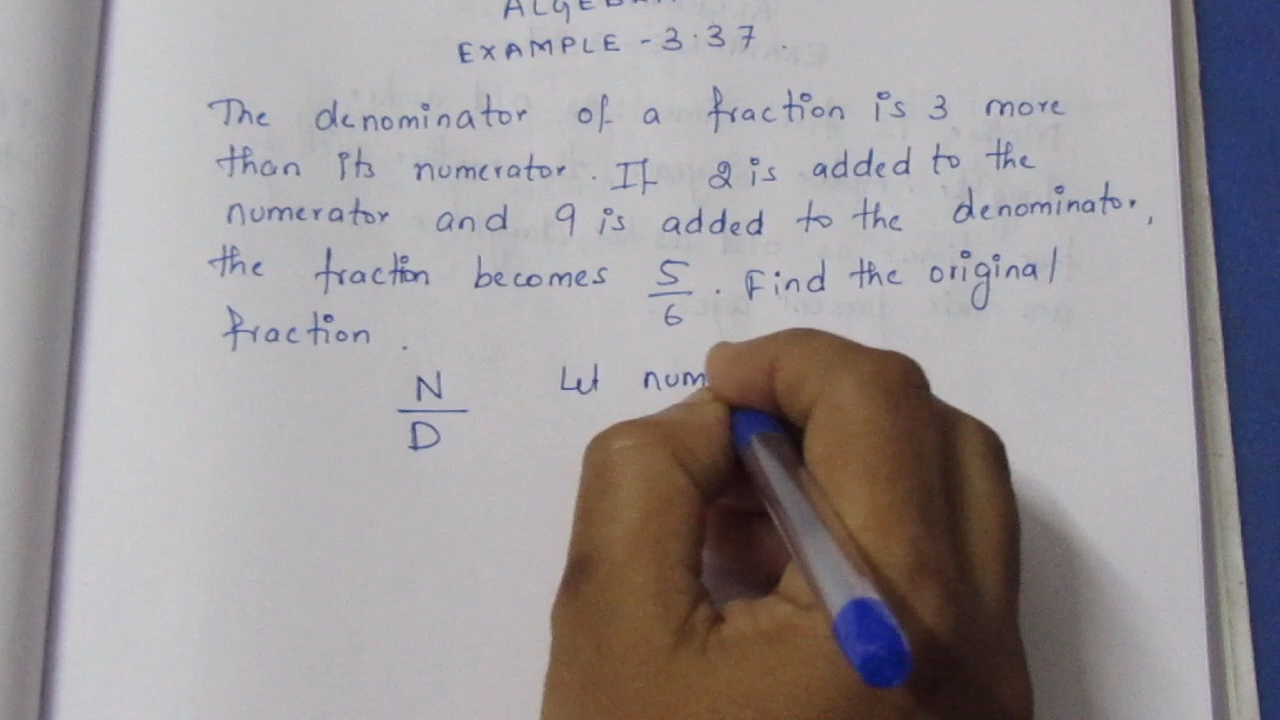 EXAMPLE - 3.37.
The denominator of a fraction is 3 more
than its numerator. If 2 is added to the
numerator and 9 is added to the denominator,
the fraction becomes 5/6. Find the original
fraction.
N Let num
D